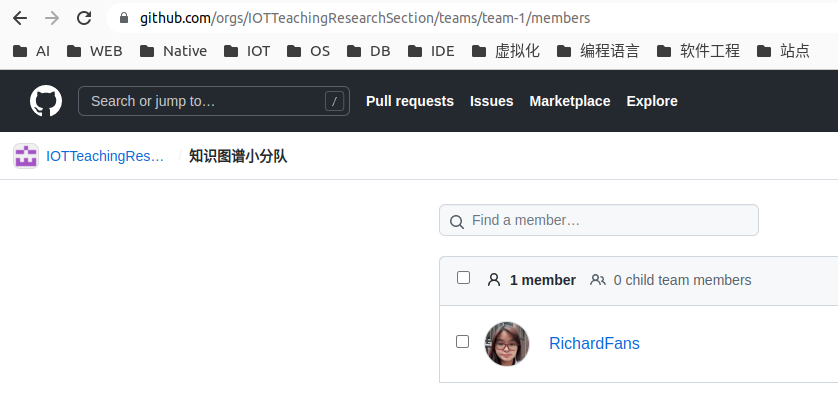 github.com/orgs/IOTTeachingResearchSection/teams/team-1/members
AI WEB Native IOT OS DB IDE 虚拟化 编程语言 软件工程 站点
Search or jump to… / Pull requests Issues Marketplace Explore
IOTTeachingRes… / 知识图谱小分队
Find a member…
1 member 0 child team members
RichardFans